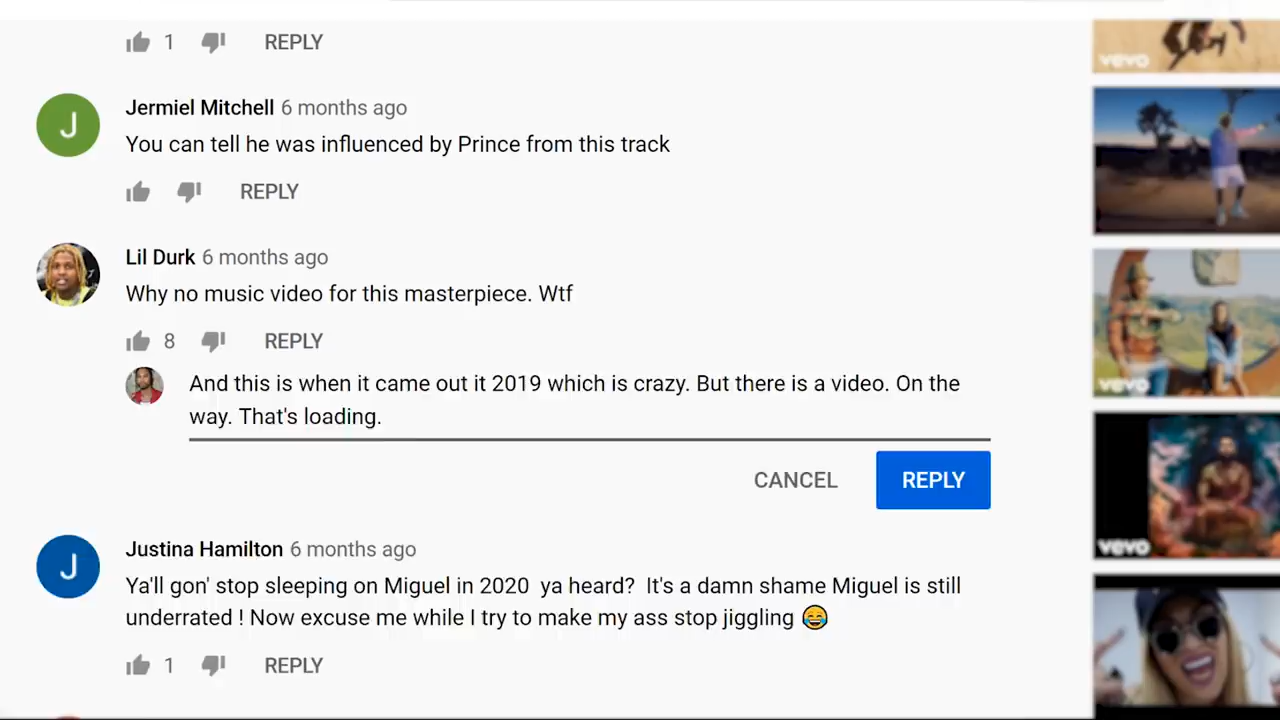 1 REPLY
vevo
J Jermiel Mitchell 6 months ago
You can tell he was influenced by Prince from this track
REPLY
Lil Durk 6 months ago
Why no music video for this masterpiece. Wtf
8 REPLY
And this is when it came out it 2019 which is crazy. But there is a video. On the
way. That's loading.
vevo
CANCEL REPLY
J Justina Hamilton 6 months ago
vevo
Ya'll gon' stop sleeping on Miguel in 2020 ya heard? It's a damn shame Miguel is still
underrated ! Now excuse me while I try to make my ass stop jiggling 😂
1 REPLY